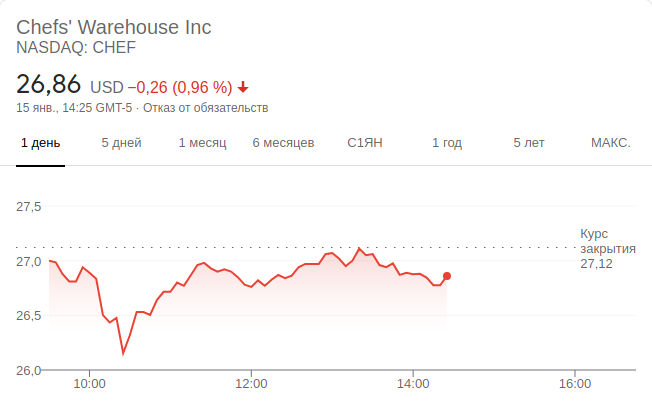 Chefs' Warehouse Inc
NASDAQ: CHEF
26,86 USD −0,26 (0,96 %)
15 янв., 14:25 GMT-5 · Отказ от обязательств
1 день 5 дней 1 месяц 6 месяцев С1ЯН 1 год 5 лет МАКС.
27,5
Курс
закрытия
27,12
27,0
26,5
26,0
10:00 12:00 14:00 16:00